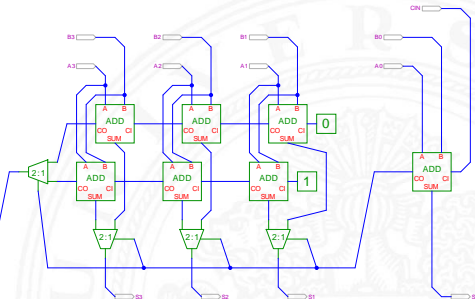 CIN
B3 B2 B1 B0
A3 A2 A1 A0
A B A B A B
ADD ADD ADD 0
CO CI CO CI CO CI
SUM SUM SUM
A B A B A B A B
2:1 ADD ADD ADD 1 ADD
CO CI CO CI CO CI CO CI
SUM SUM SUM SUM
2:1 2:1 2:1
S3 S2 S1